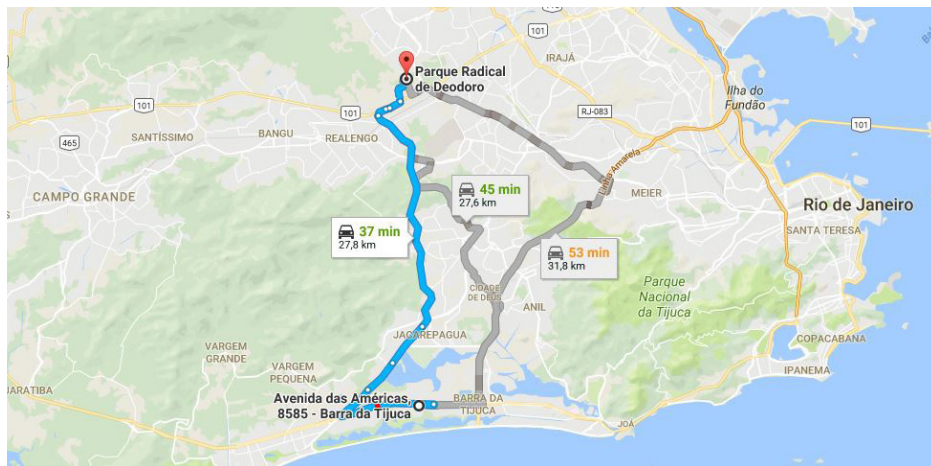 101
Parque Radical
de Deodoro
IRAJÁ
Ilha do
Fundão
RJ-083
101
101
101
SANTÍSSIMO
BANGU
REALENGO
465
CAMPO GRANDE
Linha Amarela
MEIER
45 min
27,6 km
Rio de Janeiro
SANTA TERESA
37 min
27,8 km
53 min
31,8 km
CIDADE
DE DEUS
ANIL
Parque
Nacional
da Tijuca
JACAREPAGUA
COPACABANA
VARGEM
GRANDE
VARGEM
PEQUENA
IPANEMA
BARATIBA
Avenida das Américas,
8585 - Barra da Tijuca
BARRA DA
TIJUCA
JOÁ